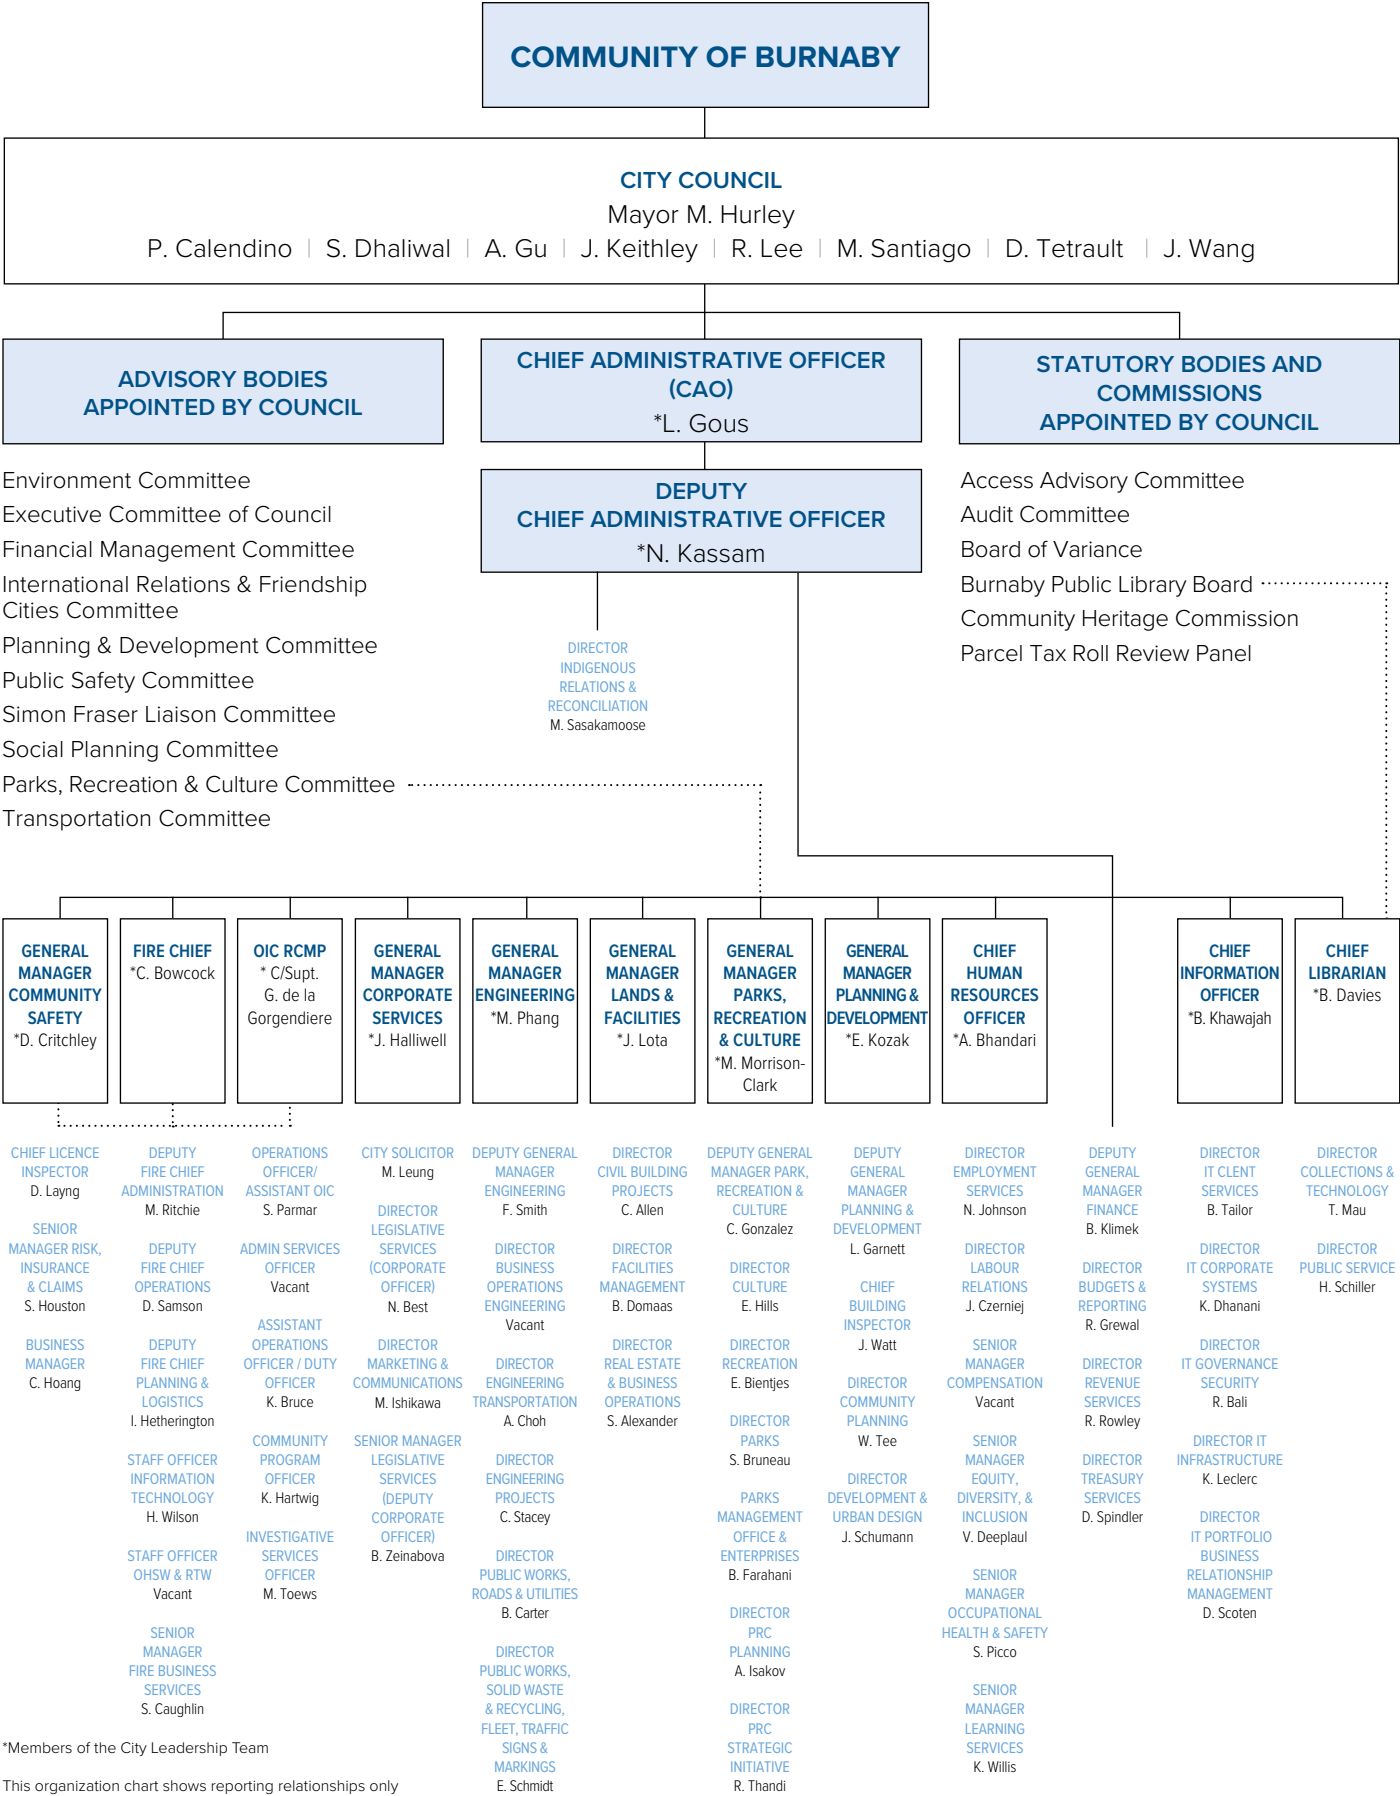 COMMUNITY OF BURNABY
CITY COUNCIL
Mayor M. Hurley
P. Calendino | S. Dhaliwal | A. Gu | J. Keithley | R. Lee | M. Santiago | D. Tetrault | J. Wang
ADVISORY BODIES
APPOINTED BY COUNCIL
Environment Committee
Executive Committee of Council
Financial Management Committee
International Relations & Friendship
Cities Committee
Planning & Development Committee
Public Safety Committee
Simon Fraser Liaison Committee
Social Planning Committee
Parks, Recreation & Culture Committee
Transportation Committee
CHIEF ADMINISTRATIVE OFFICER
(CAO)
*L. Gous
DEPUTY
CHIEF ADMINISTRATIVE OFFICER
*N. Kassam
DIRECTOR
INDIGENOUS
RELATIONS &
RECONCILIATION
M. Sasakamoose
STATUTORY BODIES AND
COMMISSIONS
APPOINTED BY COUNCIL
Access Advisory Committee
Audit Committee
Board of Variance
Burnaby Public Library Board
Community Heritage Commission
Parcel Tax Roll Review Panel
GENERAL
MANAGER
COMMUNITY
SAFETY
*D. Critchley
CHIEF LICENCE
INSPECTOR
D. Layng
SENIOR
MANAGER RISK,
INSURANCE
& CLAIMS
S. Houston
BUSINESS
MANAGER
C. Hoang
FIRE CHIEF
*C. Bowcock
DEPUTY
FIRE CHIEF
ADMINISTRATION
M. Ritchie
DEPUTY
FIRE CHIEF
OPERATIONS
D. Samson
DEPUTY
FIRE CHIEF
PLANNING &
LOGISTICS
I. Hetherington
STAFF OFFICER
INFORMATION
TECHNOLOGY
H. Wilson
STAFF OFFICER
OHSW & RTW
Vacant
SENIOR
MANAGER
FIRE BUSINESS
SERVICES
S. Caughlin
OIC RCMP
* C/Supt.
G. de la
Gorgendiere
OPERATIONS
OFFICER/
ASSISTANT OIC
S. Parmar
ADMIN SERVICES
OFFICER
Vacant
ASSISTANT
OPERATIONS
OFFICER / DUTY
OFFICER
K. Bruce
COMMUNITY
PROGRAM
OFFICER
K. Hartwig
INVESTIGATIVE
SERVICES
OFFICER
M. Toews
GENERAL
MANAGER
CORPORATE
SERVICES
*J. Halliwell
CITY SOLICITOR
M. Leung
DIRECTOR
LEGISLATIVE
SERVICES
(CORPORATE
OFFICER)
N. Best
DIRECTOR
MARKETING &
COMMUNICATIONS
M. Ishikawa
SENIOR MANAGER
LEGISLATIVE
SERVICES
(DEPUTY
CORPORATE
OFFICER)
B. Zeinabova
GENERAL
MANAGER
ENGINEERING
*M. Phang
DEPUTY GENERAL
MANAGER
ENGINEERING
F. Smith
DIRECTOR
BUSINESS
OPERATIONS
ENGINEERING
Vacant
DIRECTOR
ENGINEERING
TRANSPORTATION
A. Choh
DIRECTOR
ENGINEERING
PROJECTS
C. Stacey
DIRECTOR
PUBLIC WORKS,
ROADS & UTILITIES
B. Carter
DIRECTOR
PUBLIC WORKS,
SOLID WASTE
& RECYCLING,
FLEET, TRAFFIC
SIGNS &
MARKINGS
E. Schmidt
GENERAL
MANAGER
LANDS &
FACILITIES
*J. Lota
DIRECTOR
CIVIL BUILDING
PROJECTS
C. Allen
DIRECTOR
FACILITIES
MANAGEMENT
B. Domaas
DIRECTOR
REAL ESTATE
& BUSINESS
OPERATIONS
S. Alexander
GENERAL
MANAGER
PARKS,
RECREATION
& CULTURE
*M. Morrison-
Clark
DEPUTY GENERAL
MANAGER PARK,
RECREATION &
CULTURE
C. Gonzalez
DIRECTOR
CULTURE
E. Hills
DIRECTOR
RECREATION
E. Bientjes
DIRECTOR
PARKS
S. Bruneau
PARKS
MANAGEMENT
OFFICE &
ENTERPRISES
B. Farahani
DIRECTOR
PRC
PLANNING
A. Isakov
DIRECTOR
PRC
STRATEGIC
INITIATIVE
R. Thandi
GENERAL
MANAGER
PLANNING &
DEVELOPMENT
*E. Kozak
DEPUTY
GENERAL
MANAGER
PLANNING &
DEVELOPMENT
L. Garnett
CHIEF
BUILDING
INSPECTOR
J. Watt
DIRECTOR
COMMUNITY
PLANNING
W. Tee
DIRECTOR
DEVELOPMENT &
URBAN DESIGN
J. Schumann
CHIEF
HUMAN
RESOURCES
OFFICER
*A. Bhandari
DIRECTOR
EMPLOYMENT
SERVICES
N. Johnson
DIRECTOR
LABOUR
RELATIONS
J. Czerniej
SENIOR
MANAGER
COMPENSATION
Vacant
SENIOR
MANAGER
EQUITY,
DIVERSITY, &
INCLUSION
V. Deeplaul
SENIOR
MANAGER
OCCUPATIONAL
HEALTH & SAFETY
S. Picco
SENIOR
MANAGER
LEARNING
SERVICES
K. Willis
DEPUTY
GENERAL
MANAGER
FINANCE
B. Klimek
DIRECTOR
BUDGETS &
REPORTING
R. Grewal
DIRECTOR
REVENUE
SERVICES
R. Rowley
DIRECTOR
TREASURY
SERVICES
D. Spindler
CHIEF
INFORMATION
OFFICER
*B. Khawajah
DIRECTOR
IT CLENT
SERVICES
B. Tailor
DIRECTOR
IT CORPORATE
SYSTEMS
K. Dhanani
DIRECTOR
IT GOVERNANCE
SECURITY
R. Bali
DIRECTOR IT
INFRASTRUCTURE
K. Leclerc
DIRECTOR
IT PORTFOLIO
BUSINESS
RELATIONSHIP
MANAGEMENT
D. Scoten
CHIEF
LIBRARIAN
*B. Davies
DIRECTOR
COLLECTIONS &
TECHNOLOGY
T. Mau
DIRECTOR
PUBLIC SERVICE
H. Schiller
*Members of the City Leadership Team
This organization chart shows reporting relationships only